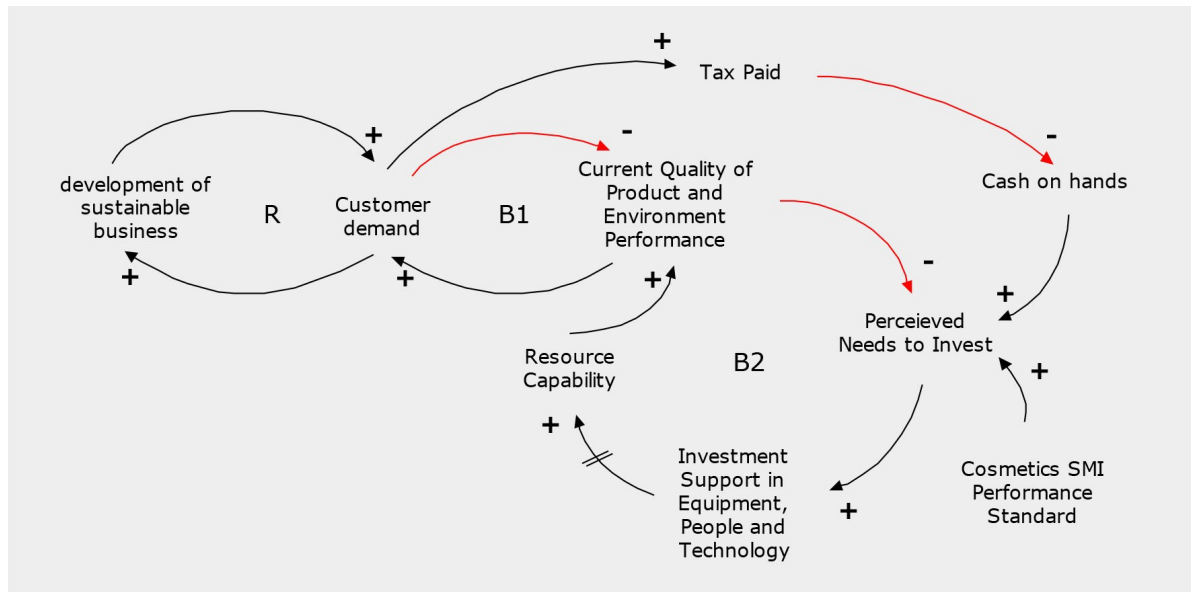 +
Tax Paid
-
+
-
Cash on hands
development of
sustainable
business
R
Customer
demand
B1
Current Quality of
Product and
Environment
Performance
+
+
+
-
+
Perceieved
Needs to Invest
Resource
Capability
B2
+
+
Investment
Support in
Equipment,
People and
Technology
+
Cosmetics SMI
Performance
Standard